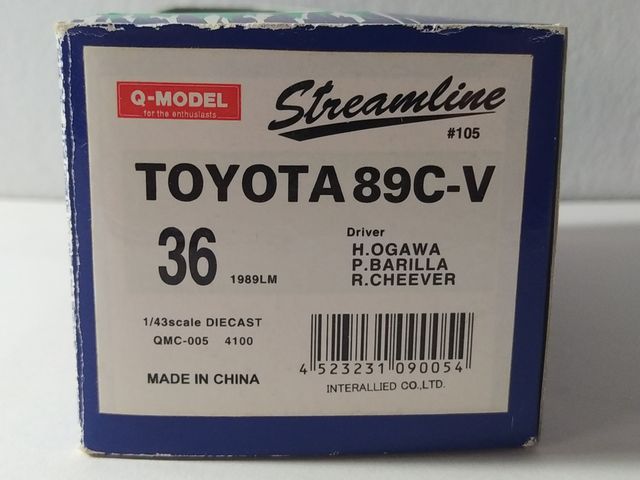 Q-MODEL
for the enthusiasts
Streamline
#105
TOYOTA 89C-V
36 1989LM
Driver
H.OGAWA
P.BARILLA
R.CHEEVER
1/43scale DIECAST
QMC-005 4100
MADE IN CHINA
4 523231 090054
INTERALLIED CO.,LTD.